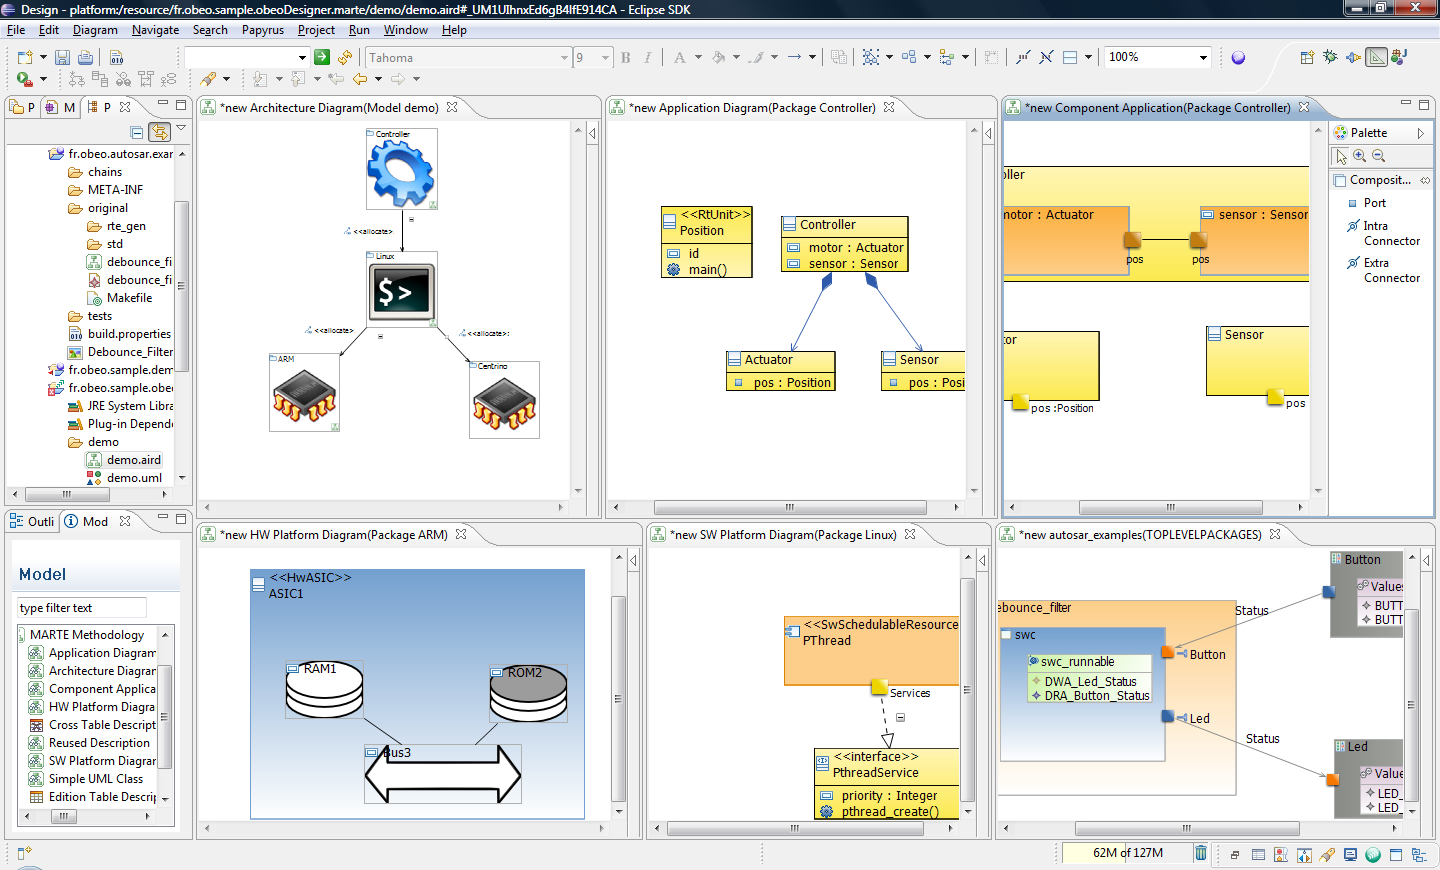 Design - platform:/resource/fr.obeo.sample.obeoDesigner.marte/demo/demo.aird#_UM1UIhnxEd6gB4lfE914CA - Eclipse SDK
File Edit Diagram Navigate Search Papyrus Project Run Window Help
Tahoma 9 B I A 100%
P M P
fr.obeo.autosar.exar
chains
META-INF
original
rte_gen
std
debounce_fi
debounce_fi
Makefile
tests
build.properties
Debounce_Filter
fr.obeo.sample.dem
fr.obeo.sample.obe
JRE System Libra
Plug-in Depende
demo
demo.aird
demo.uml
*new Architecture Diagram(Model demo)
Controller
<<allocate>
Linux
$ >
<<allocate>
<<allocate>:
ARM
Centrino
*new Application Diagram(Package Controller)
<<RtUnit>>
Position
id
main()
Controller
motor : Actuator
sensor : Sensor
Actuator
pos : Position
Sensor
pos : Posi
*new Component Application(Package Controller)
ller
motor : Actuator
sensor : Sensor
pos
pos
tor
pos :Position
Sensor
pos
Palette
Composit...
Port
Intra
Connector
Extra
Connector
Outli Mod
Model
type filter text
MARTE Methodology
Application Diagram
Architecture Diagrar
Component Applica
HW Platform Diagra
Cross Table Descript
Reused Description
SW Platform Diagra
Simple UML Class
Edition Table Descrip
*new HW Platform Diagram(Package ARM)
<<HwASIC>>
ASIC1
RAM1
ROM2
Bus3
*new SW Platform Diagram(Package Linux)
<<SwSchedulableResource
PThread
Services
<<interface>>
PthreadService
priority : Integer
pthread_create()
*new autosar_examples(TOPLEVELPACKAGES)
ebounce_filter
swc
swc_runnable
DWA_Led_Status
DRA_Button_Status
Button
Led
Status
Status
Button
Values
BUTT
BUTT
Led
Value
LED_
LED_
62M of 127M